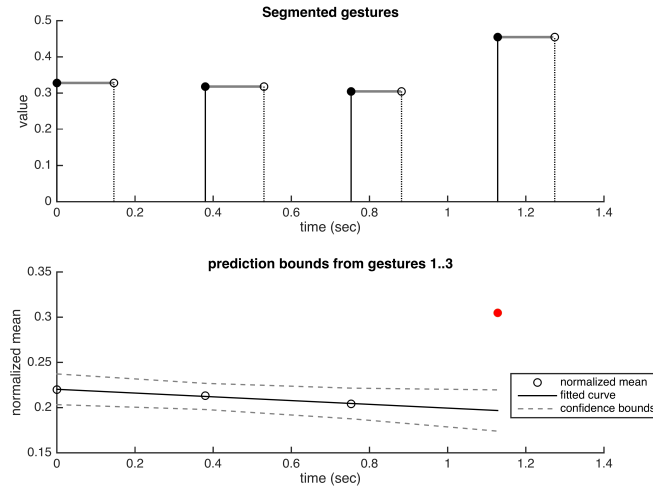 Segmented gestures
0.5
0.4
0.3
0.2
0.1
0
value
0 0.2 0.4 0.6 0.8 1 1.2 1.4
time (sec)
prediction bounds from gestures 1..3
0.35
0.3
0.25
0.2
0.15
normalized mean
normalized mean
fitted curve
confidence bounds
0 0.2 0.4 0.6 0.8 1 1.2 1.4
time (sec)